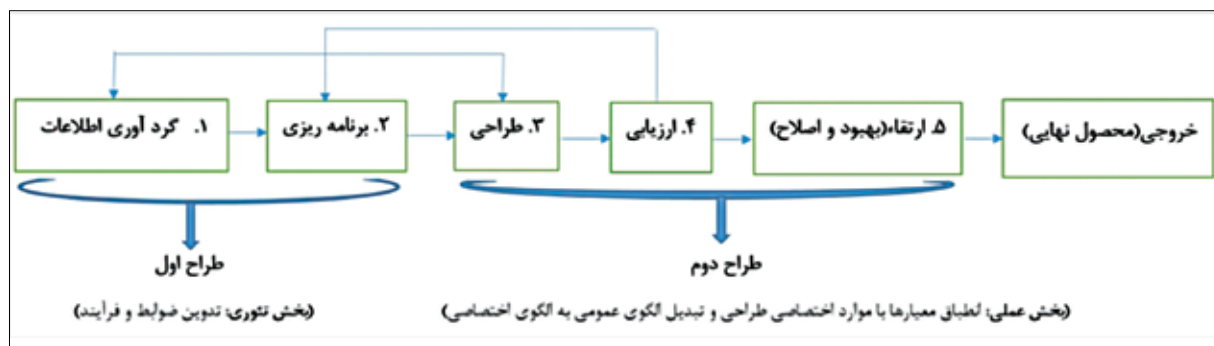 ۱. گرد آوری اطلاعات
۲. برنامه ریزی
۳. طراحی
۴. ارزیابی
۵. ارتقاء(بهبود و اصلاح)
خروجی(محصول نهایی)
طراح اول
(بخش تئوری: تدوین ضوابط و فرآیند)
طراح دوم
(بخش عملی: انطباق معیارها با موارد اختصاصی طراحی و تبدیل الگوی عمومی به الگوی اختصاصی)